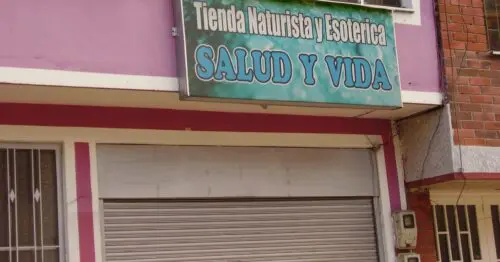 Tienda Naturista y Esoterica
SALUD Y VIDA